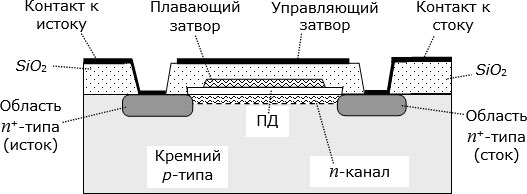 Контакт к
истоку
Плавающий
затвор
Управляющий
затвор
Контакт к
стоку
SiO2
SiO2
Область
n+-типа
(исток)
ПД
Область
n+-типа
(сток)
Кремний
p-типа
n-канал